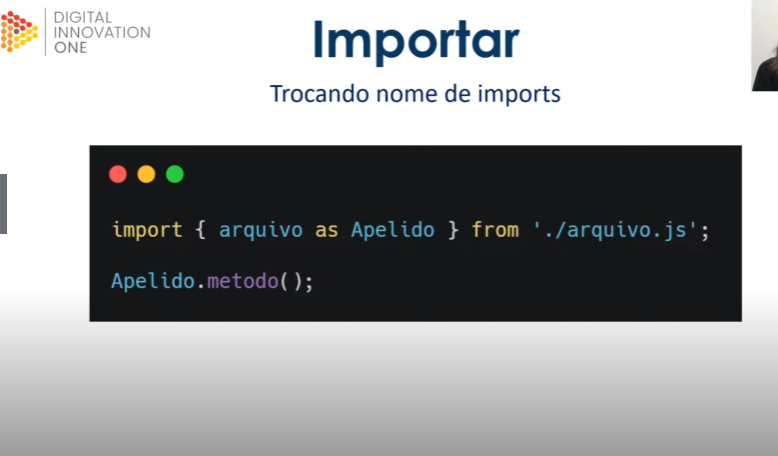 DIGITAL
INNOVATION
ONE
Importar
Trocando nome de imports
import { arquivo as Apelido } from './arquivo.js';
Apelido.metodo();